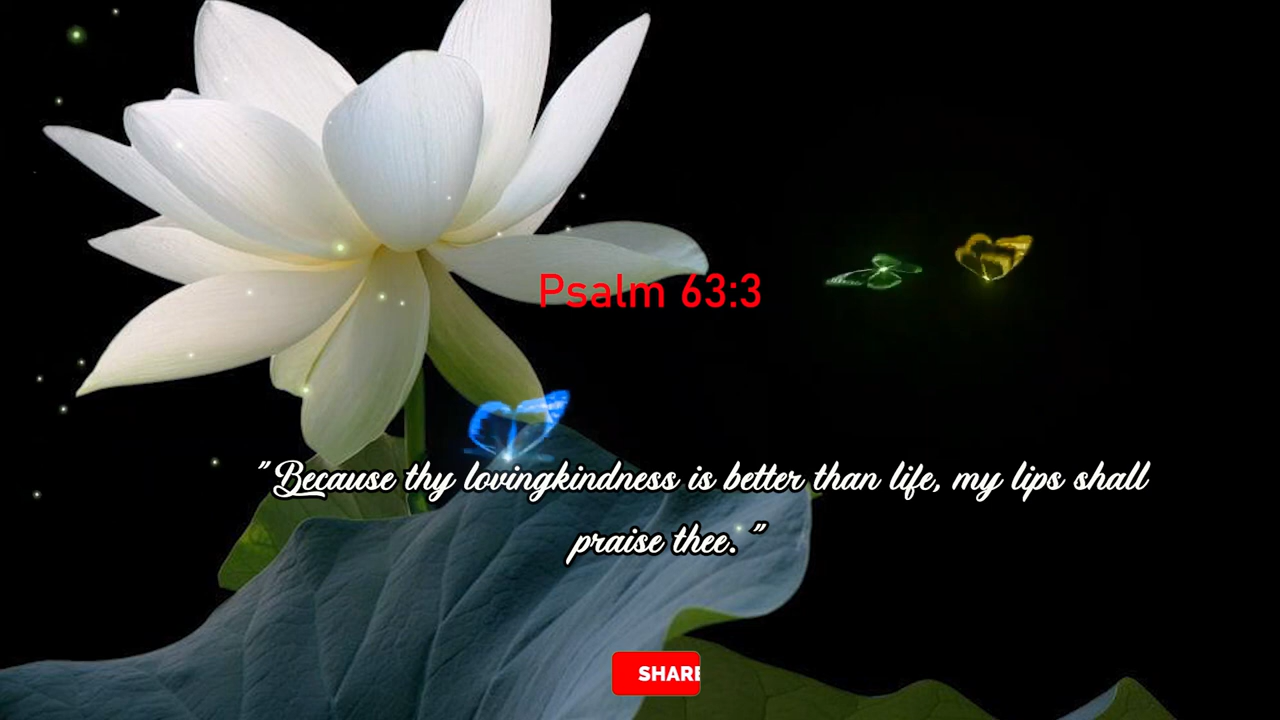 Psalm 63:3
"Because thy lovingkindness is better than life, my lips shall
praise thee."
SHARE